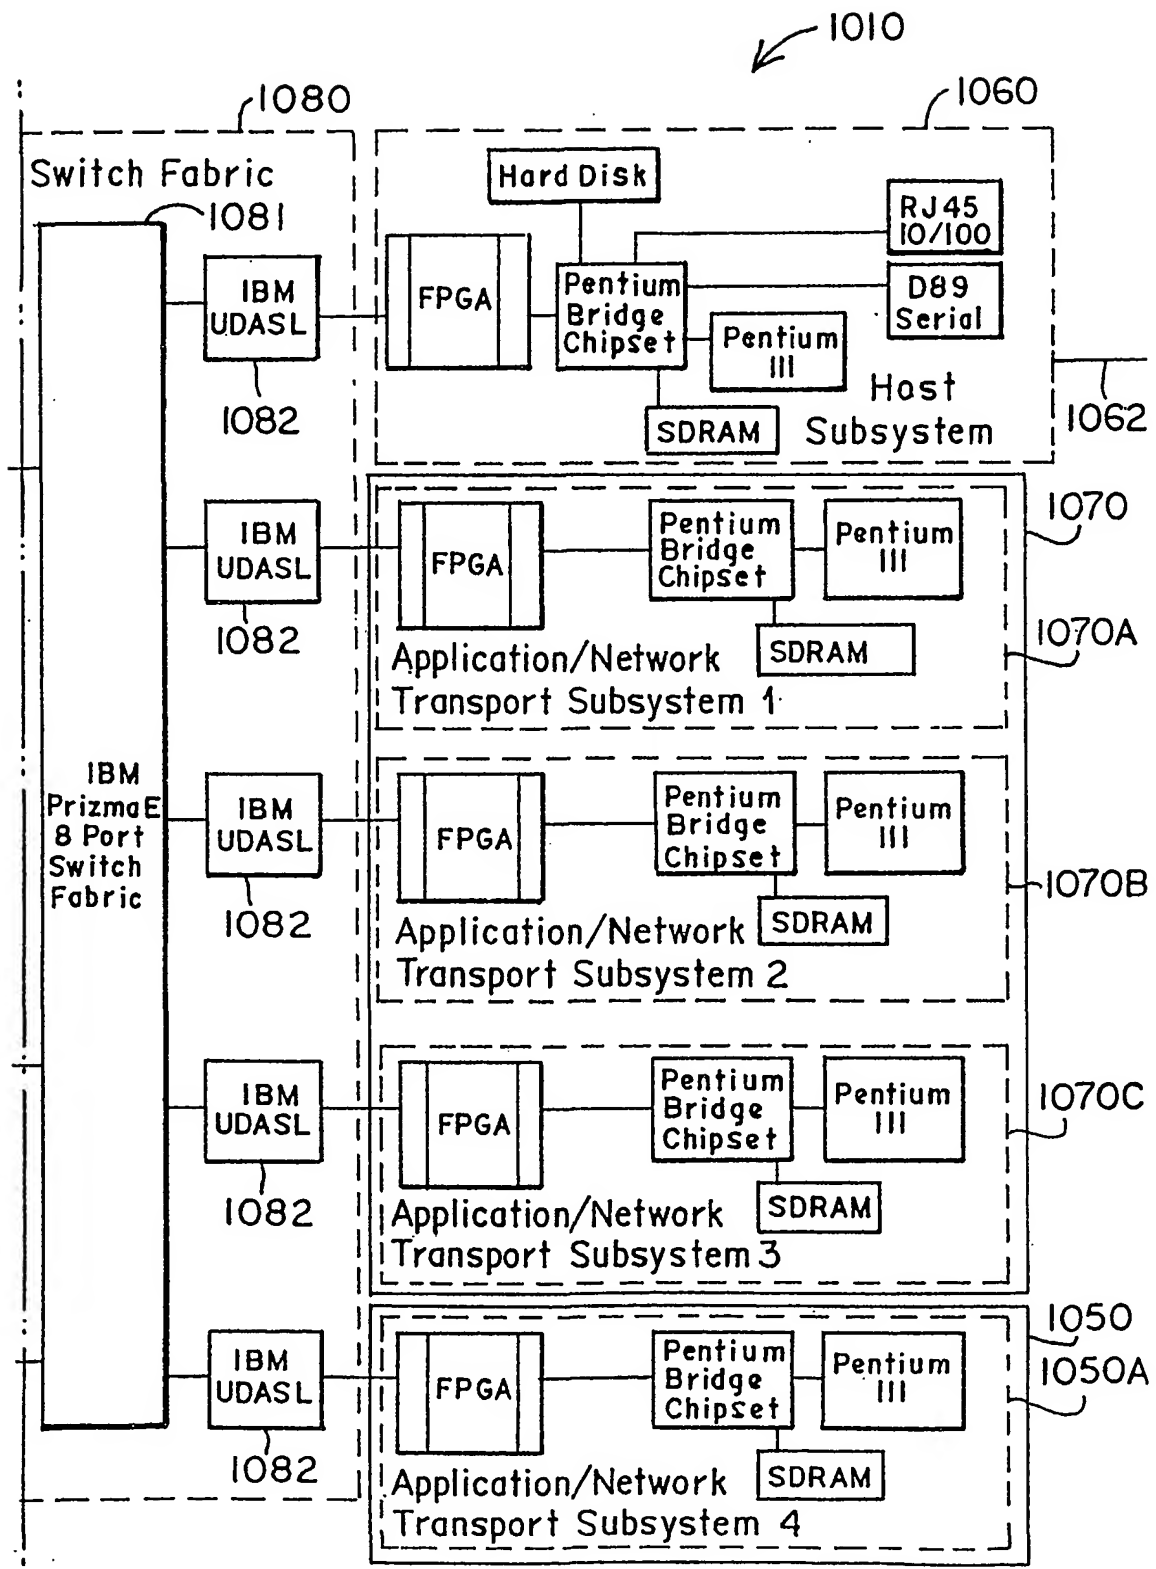 1010
1080
1060
Switch Fabric
1081
Hard Disk
RJ45
10/100
IBM
UDASL
FPGA
Pentium
Bridge
Chipset
D89
Serial
Pentium
III
1082
Host
Subsystem
1062
SDRAM
IBM
UDASL
FPGA
Pentium
Bridge
Chipset
Pentium
III
1070
1082
SDRAM
1070A
Application/Network
Transport Subsystem 1
IBM
PrizmaE
8 Port
Switch
Fabric
IBM
UDASL
FPGA
Pentium
Bridge
Chipset
Pentium
III
1070B
1082
SDRAM
Application/Network
Transport Subsystem 2
IBM
UDASL
FPGA
Pentium
Bridge
Chipset
Pentium
III
1070C
1082
SDRAM
Application/Network
Transport Subsystem 3
1050
IBM
UDASL
FPGA
Pentium
Bridge
Chipset
Pentium
III
1050A
1082
SDRAM
Application/Network
Transport Subsystem 4